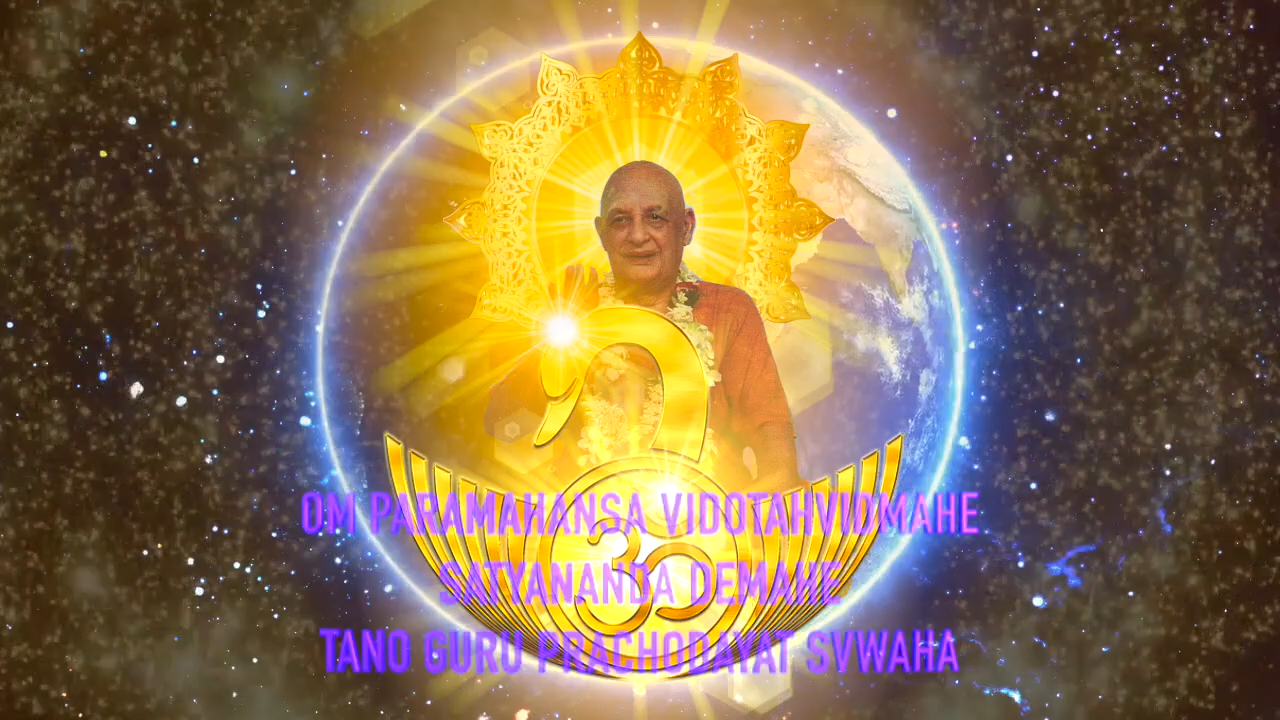 OM PARAMAHANSA VIDOTAHVIDMAHE
SATYANANDA DEMAHE
TANO GURU PRACHODAYAT SVWAHA
ॐ